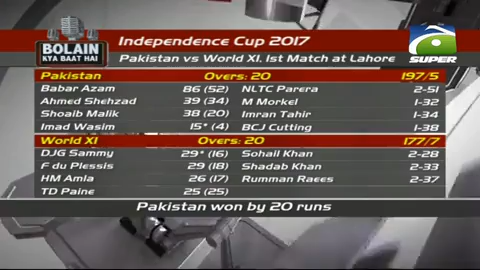 BOLAIN
KYA BAAT HAI
Independence Cup 2017
Pakistan vs World XI. 1st Match at Lahore
SUPER
Pakistan Overs: 20 197/5
Babar Azam 86 (52) NLTC Parera 2-51
Ahmed Shehzad 39 (34) M Morkel 1-32
Shoaib Malik 38 (20) Imran Tahir 1-34
Imad Wasim 15* (4) BCJ Cutting 1-38
World XI Overs: 20 177/7
DJG Sammy 29* (16) Sohail Khan 2-28
F du Plessis 29 (18) Shadab Khan 2-33
HM Amla 26 (17) Rumman Raees 2-37
TD Paine 25 (25)
Pakistan won by 20 runs